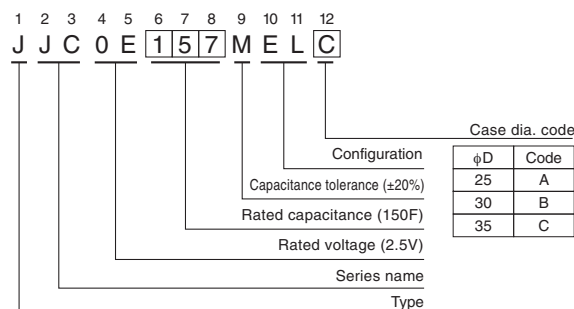 1 2 3 4 5 6 7 8 9 10 11 12
J J C 0 E 1 5 7 M E L C
Case dia. code
Configuration
φD Code
Capacitance tolerance (±20%)
25 A
Rated capacitance (150F)
30 B
35 C
Rated voltage (2.5V)
Series name
Type